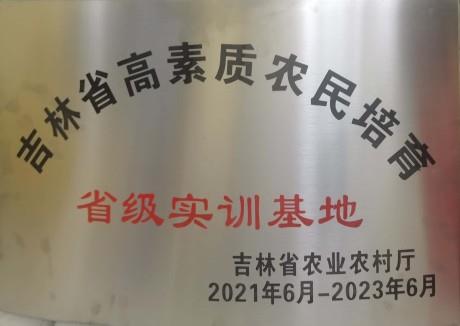 吉林省高素质农民培育
省级实训基地
吉林省农业农村厅
2021年6月-2023年6月